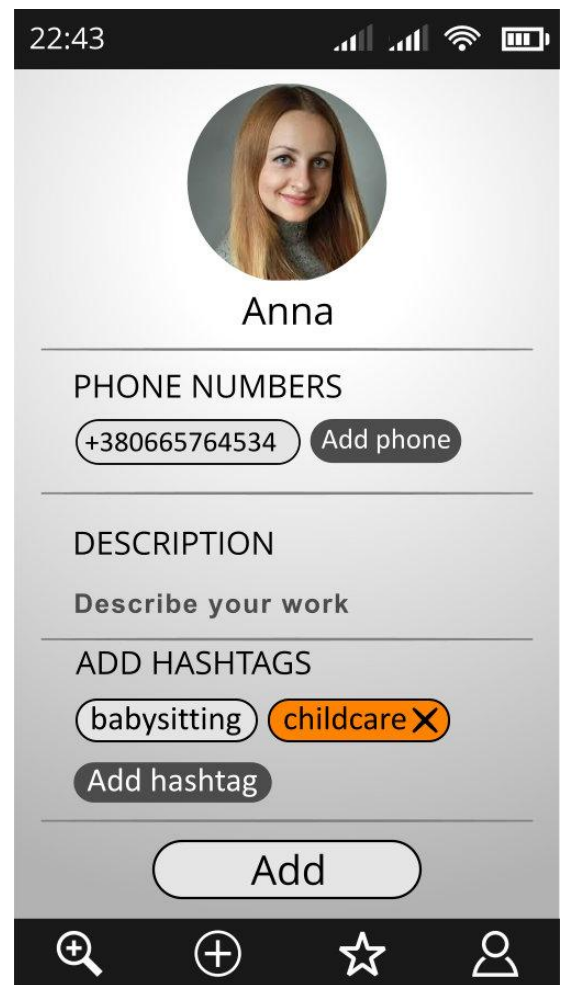 22:43
Anna
PHONE NUMBERS
+380665764534 Add phone
DESCRIPTION
Describe your work
ADD HASHTAGS
babysitting childcare
Add hashtag
Add